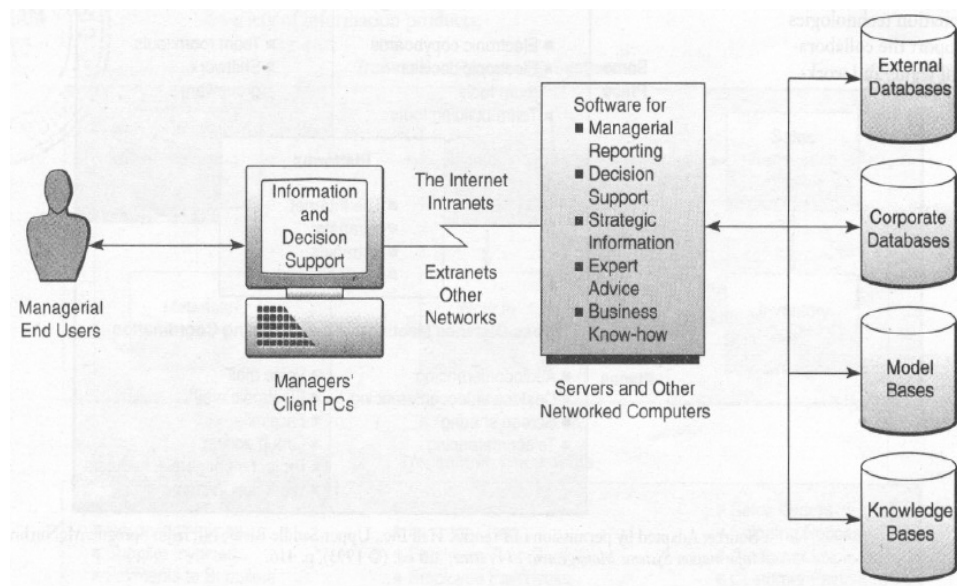 Managerial
End Users
Information
and
Decision
Support
Managers'
Client PCs
The Internet
Intranets
Extranets
Other
Networks
Software for
■ Managerial
Reporting
■ Decision
Support
■ Strategic
Information
■ Expert
Advice
■ Business
Know-how
Servers and Other
Networked Computers
External
Databases
Corporate
Databases
Model
Bases
Knowledge
Bases